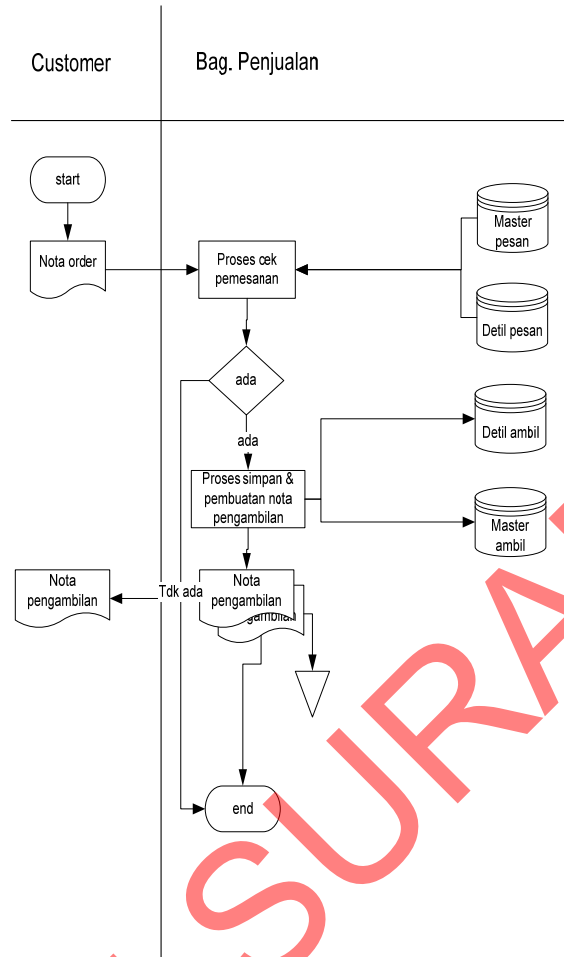 Customer
Bag. Penjualan
start
Nota order
Proses cek
pemesanan
Master
pesan
Detil pesan
ada
ada
Detil ambil
Proses simpan &
pembuatan nota
pengambilan
Master
ambil
Nota
pengambilan
Tdk ada
Nota
pengambilan
end
SURA